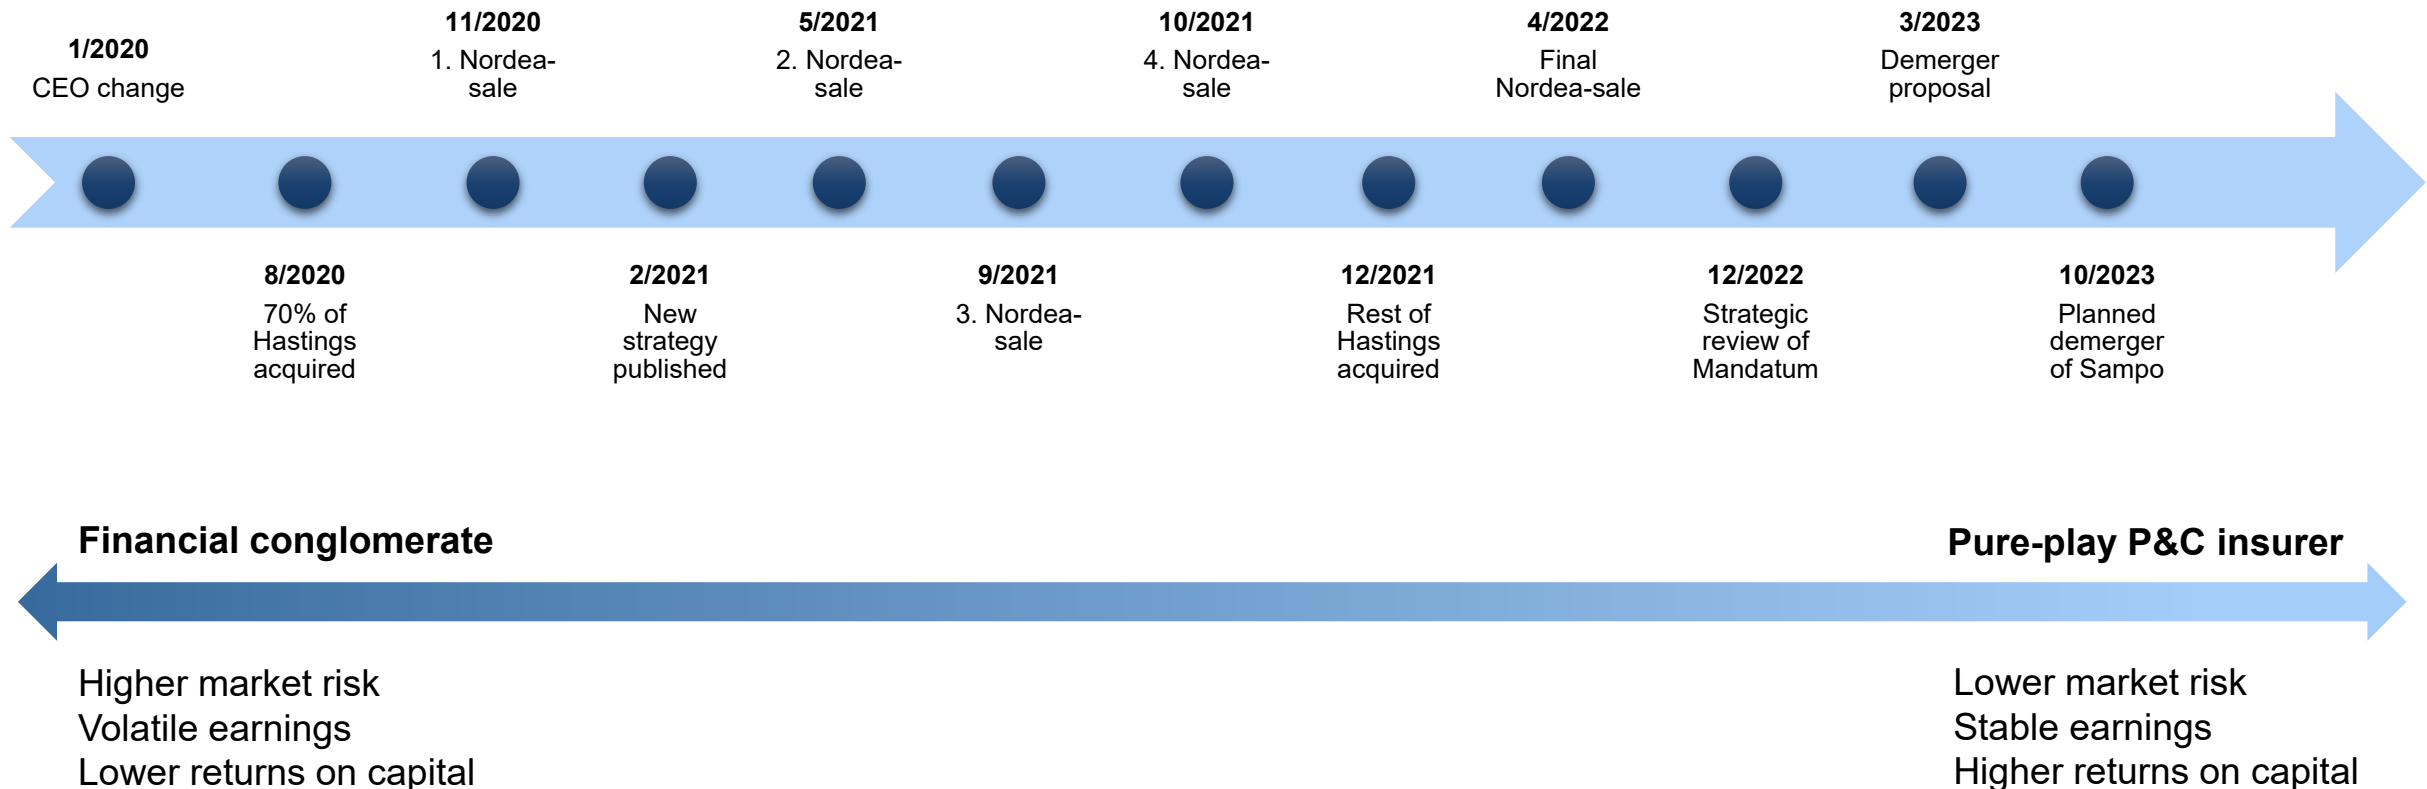 1/2020
CEO change
8/2020
70% of
Hastings
acquired
11/2020
1. Nordea-
sale
2/2021
New
strategy
published
5/2021
2. Nordea-
sale
9/2021
3. Nordea-
sale
10/2021
4. Nordea-
sale
12/2021
Rest of
Hastings
acquired
4/2022
Final
Nordea-sale
12/2022
Strategic
review of
Mandatum
3/2023
Demerger
proposal
10/2023
Planned
demerger
of Sampo
Financial conglomerate
Higher market risk
Volatile earnings
Lower returns on capital
Pure-play P&C insurer
Lower market risk
Stable earnings
Higher returns on capital